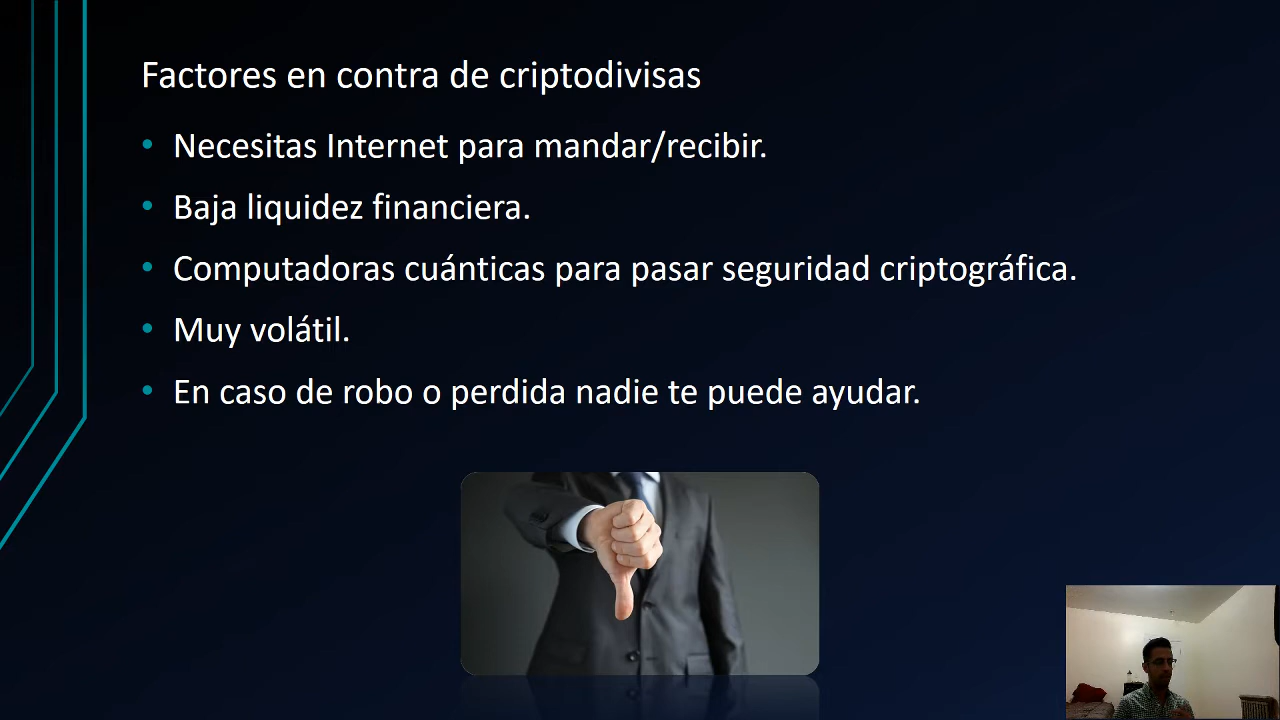 Factores en contra de criptodivisas
Necesitas Internet para mandar/recibir.
Baja liquidez financiera.
Computadoras cuánticas para pasar seguridad criptográfica.
Muy volátil.
En caso de robo o perdida nadie te puede ayudar.